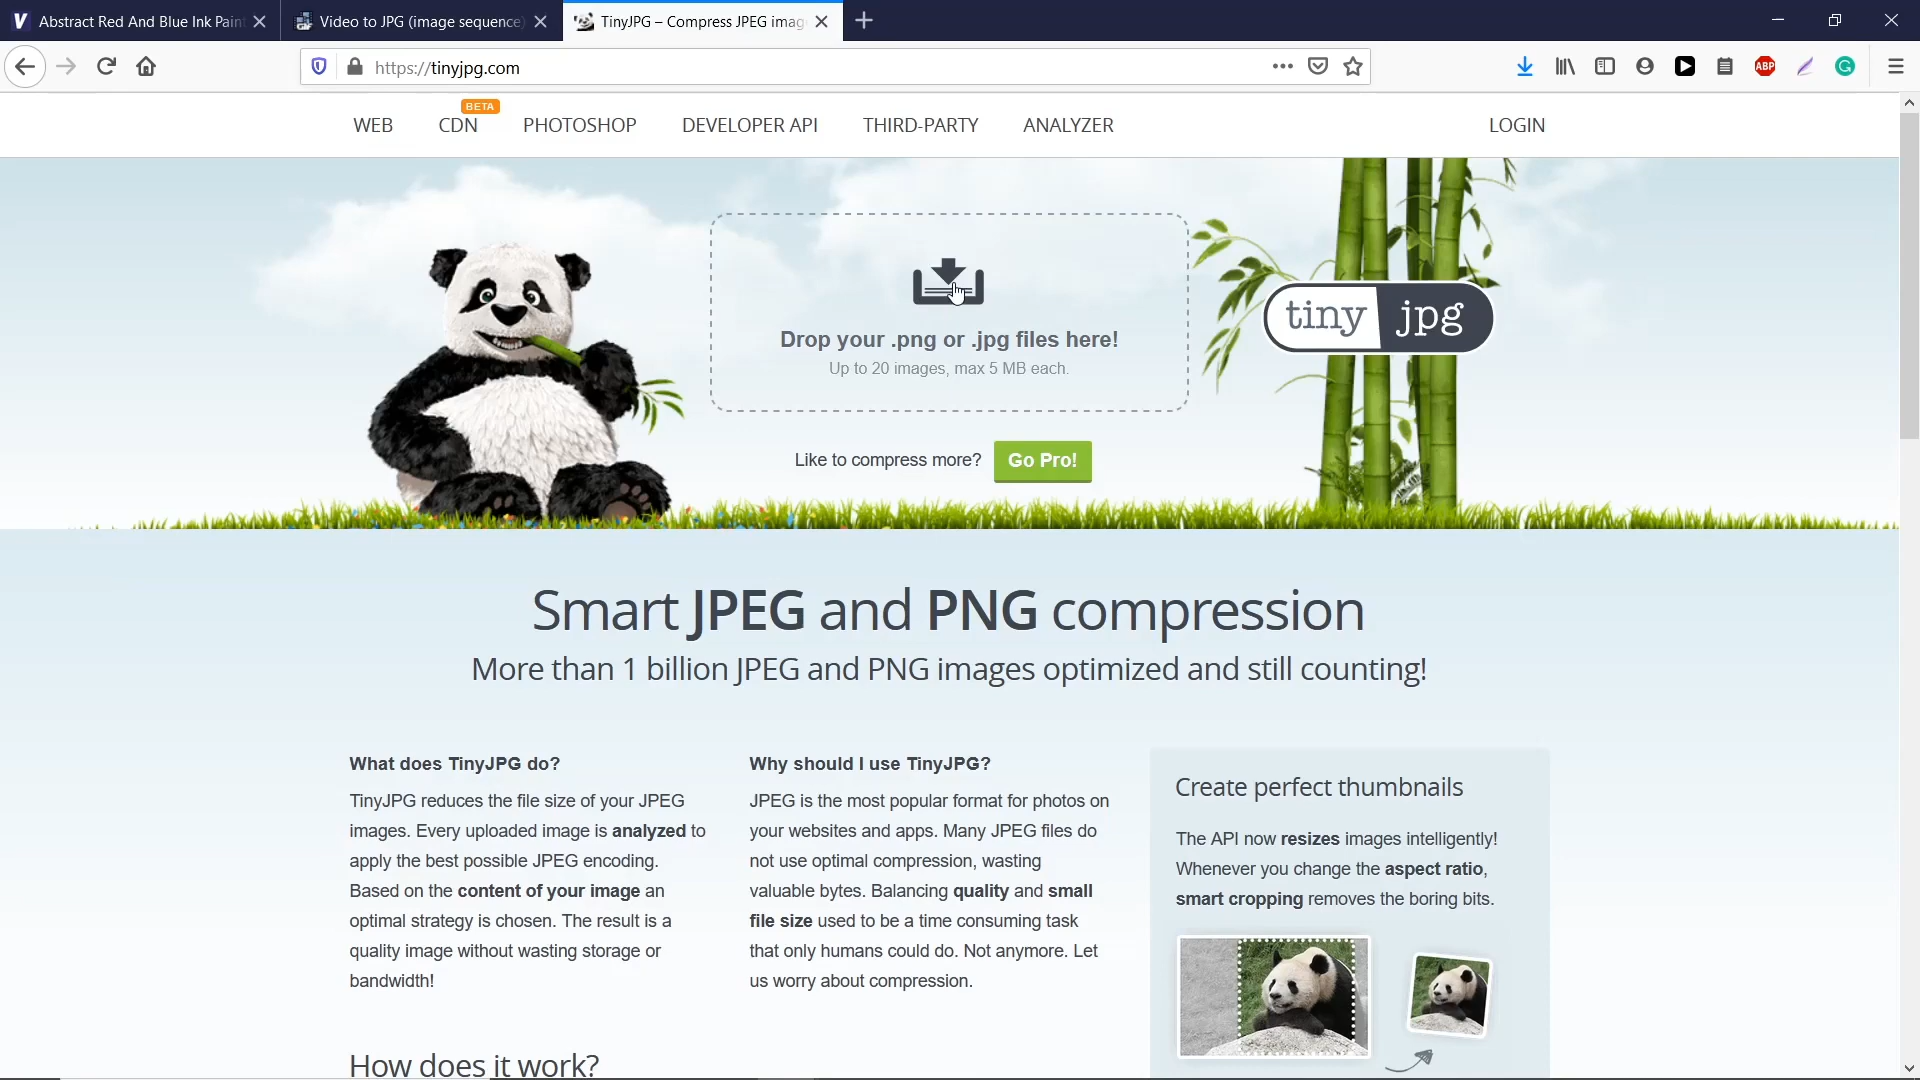 Abstract Red And Blue Ink Pain
Video to JPG (image sequence)
TinyJPG – Compress JPEG imag
https://tinyjpg.com
ABP
BETA
WEB CDN PHOTOSHOP DEVELOPER API THIRD-PARTY ANALYZER LOGIN
Drop your .png or .jpg files here!
Up to 20 images, max 5 MB each.
tiny jpg
Like to compress more? Go Pro!
Smart JPEG and PNG compression
More than 1 billion JPEG and PNG images optimized and still counting!
What does TinyJPG do?
TinyJPG reduces the file size of your JPEG
images. Every uploaded image is analyzed to
apply the best possible JPEG encoding.
Based on the content of your image an
optimal strategy is chosen. The result is a
quality image without wasting storage or
bandwidth!
Why should I use TinyJPG?
JPEG is the most popular format for photos on
your websites and apps. Many JPEG files do
not use optimal compression, wasting
valuable bytes. Balancing quality and small
file size used to be a time consuming task
that only humans could do. Not anymore. Let
us worry about compression.
Create perfect thumbnails
The API now resizes images intelligently!
Whenever you change the aspect ratio,
smart cropping removes the boring bits.
How does it work?